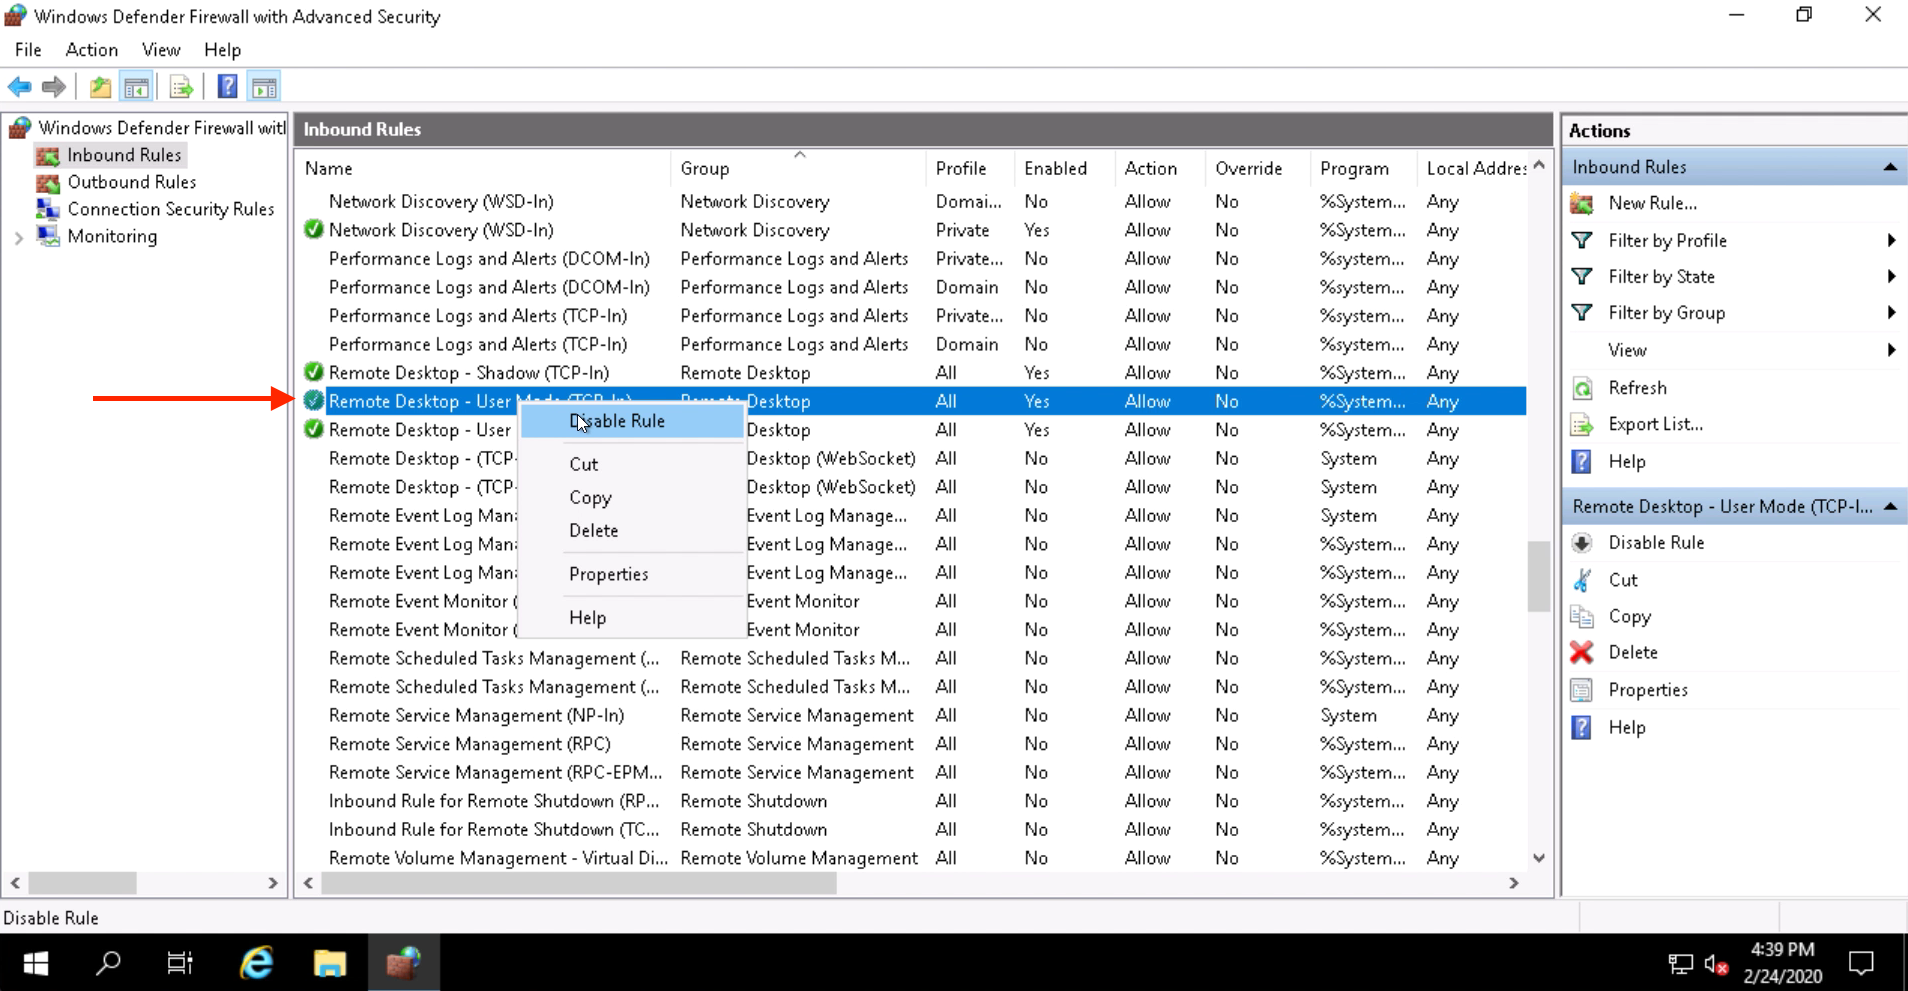 Windows Defender Firewall with Advanced Security
File Action View Help
Windows Defender Firewall witl
Inbound Rules
Outbound Rules
Connection Security Rules
Monitoring
Inbound Rules
Name Group Profile Enabled Action Override Program Local Addres
Network Discovery (WSD-In) Network Discovery Domai... No Allow No %System... Any
Network Discovery (WSD-In) Network Discovery Private Yes Allow No %System... Any
Performance Logs and Alerts (DCOM-In) Performance Logs and Alerts Private... No Allow No %system... Any
Performance Logs and Alerts (DCOM-In) Performance Logs and Alerts Domain No Allow No %system... Any
Performance Logs and Alerts (TCP-In) Performance Logs and Alerts Private... No Allow No %system... Any
Performance Logs and Alerts (TCP-In) Performance Logs and Alerts Domain No Allow No %system... Any
Remote Desktop - Shadow (TCP-In) Remote Desktop All Yes Allow No %System... Any
Remote Desktop - User Mode (TCP-In) Remote Desktop All Yes Allow No %System... Any
Remote Desktop - User Desktop All Yes Allow No %System... Any
Remote Desktop - (TCP- Desktop (WebSocket) All No Allow No System Any
Remote Desktop - (TCP- Desktop (WebSocket) All No Allow No System Any
Remote Event Log Mana Event Log Manage... All No Allow No System Any
Remote Event Log Mana Event Log Manage... All No Allow No %System... Any
Remote Event Log Mana Event Log Manage... All No Allow No %System... Any
Remote Event Monitor ( Event Monitor All No Allow No %System... Any
Remote Event Monitor ( Event Monitor All No Allow No %System... Any
Remote Scheduled Tasks Management (... Remote Scheduled Tasks M... All No Allow No %System... Any
Remote Scheduled Tasks Management (... Remote Scheduled Tasks M... All No Allow No %System... Any
Remote Service Management (NP-In) Remote Service Management All No Allow No System Any
Remote Service Management (RPC) Remote Service Management All No Allow No %System... Any
Remote Service Management (RPC-EPM... Remote Service Management All No Allow No %System... Any
Inbound Rule for Remote Shutdown (RP... Remote Shutdown All No Allow No %system... Any
Inbound Rule for Remote Shutdown (TC... Remote Shutdown All No Allow No %system... Any
Remote Volume Management - Virtual Di... Remote Volume Management All No Allow No %System... Any
Disable Rule
Cut
Copy
Delete
Properties
Help
Actions
Inbound Rules
New Rule...
Filter by Profile
Filter by State
Filter by Group
View
Refresh
Export List...
Help
Remote Desktop - User Mode (TCP-I...
Disable Rule
Cut
Copy
Delete
Properties
Help
Disable Rule
4:39 PM
2/24/2020